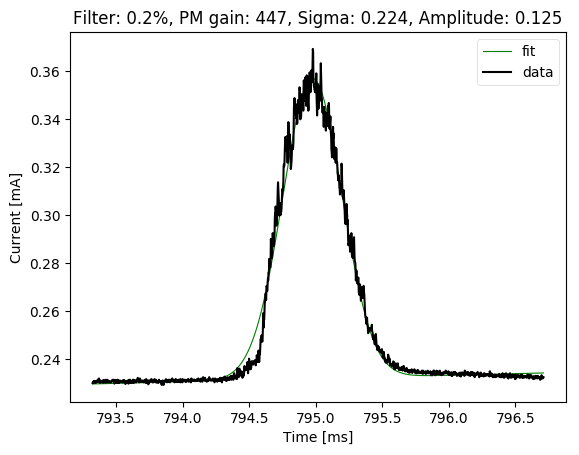 Filter: 0.2%, PM gain: 447, Sigma: 0.224, Amplitude: 0.125
fit
data
0.36
0.34
0.32
0.30
0.28
0.26
0.24
Current [mA]
793.5 794.0 794.5 795.0 795.5 796.0 796.5
Time [ms]